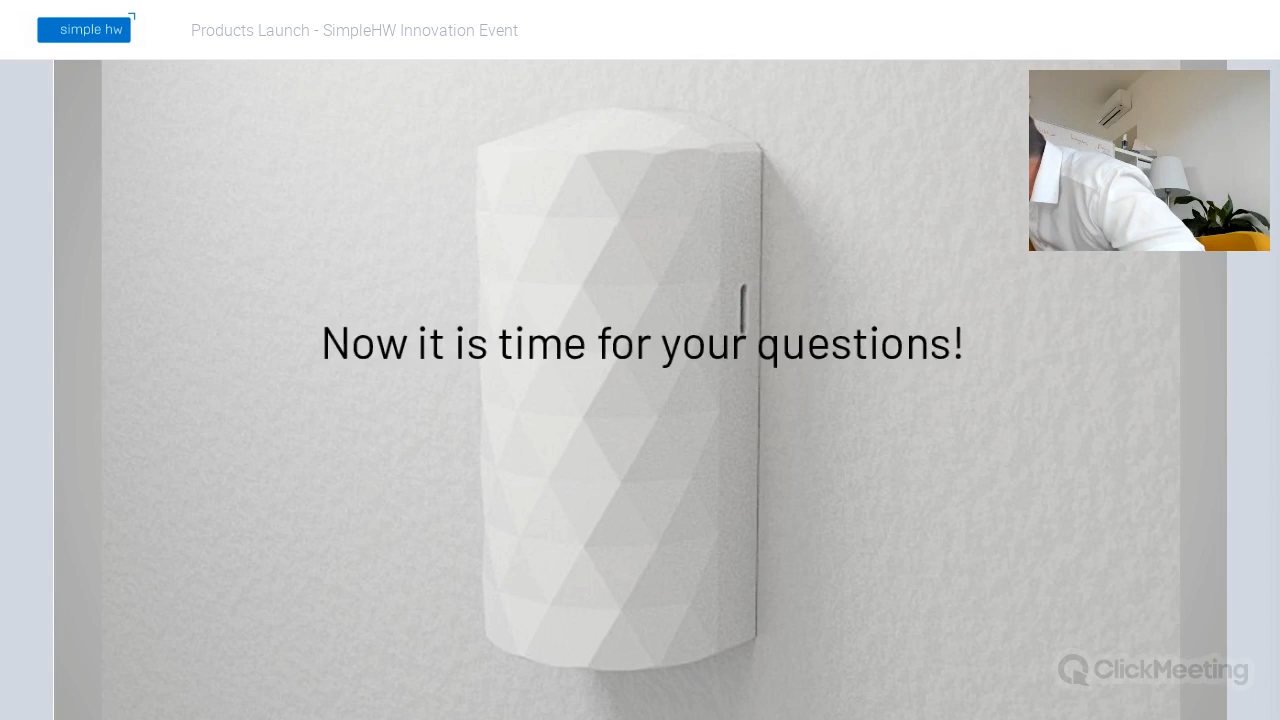 simple hw
Products Launch - SimpleHW Innovation Event
Now it is time for your questions!
ClickMeeting